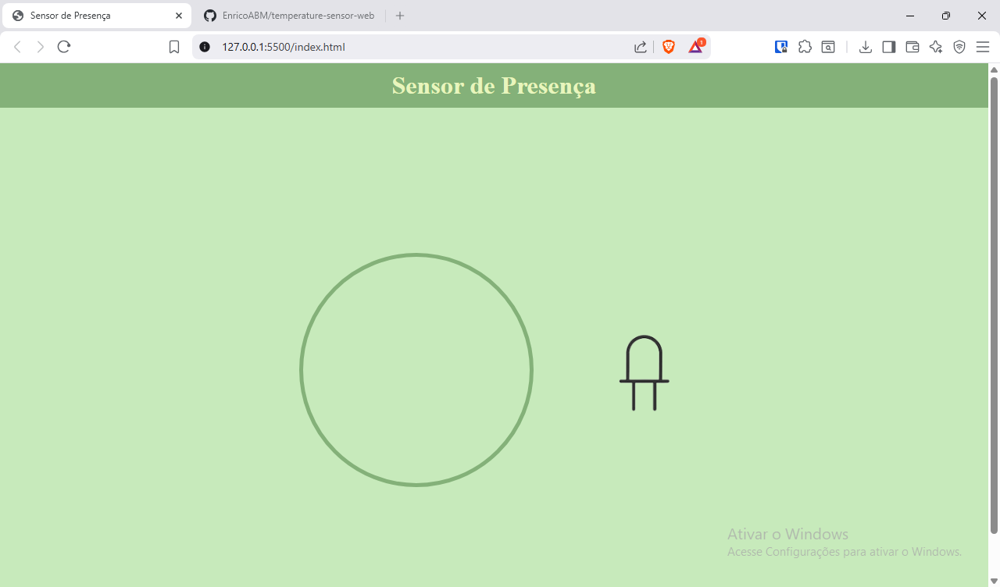 Sensor de Presença
EnricoABM/temperature-sensor-web
127.0.0.1:5500/index.html
1
Sensor de Presença
Ativar o Windows
Acesse Configurações para ativar o Windows.